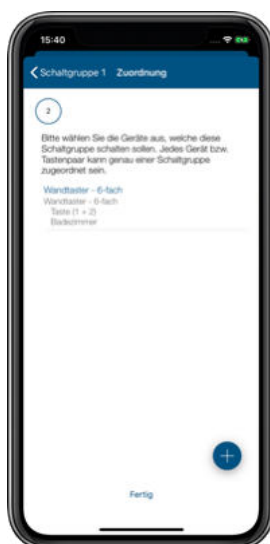 15:40
Schaltgruppe 1 Zuordnung
2
Bitte wählen Sie die Geräte aus, welche diese
Schaltgruppe schalten sollen. Jedes Gerät bzw.
Tastenpaar kann genau einer Schaltgruppe
zugeordnet sein.
Wandtaster - 6-fach
Wandtaster - 6-fach
Taste (1 + 2)
Badezimmer
Fertig